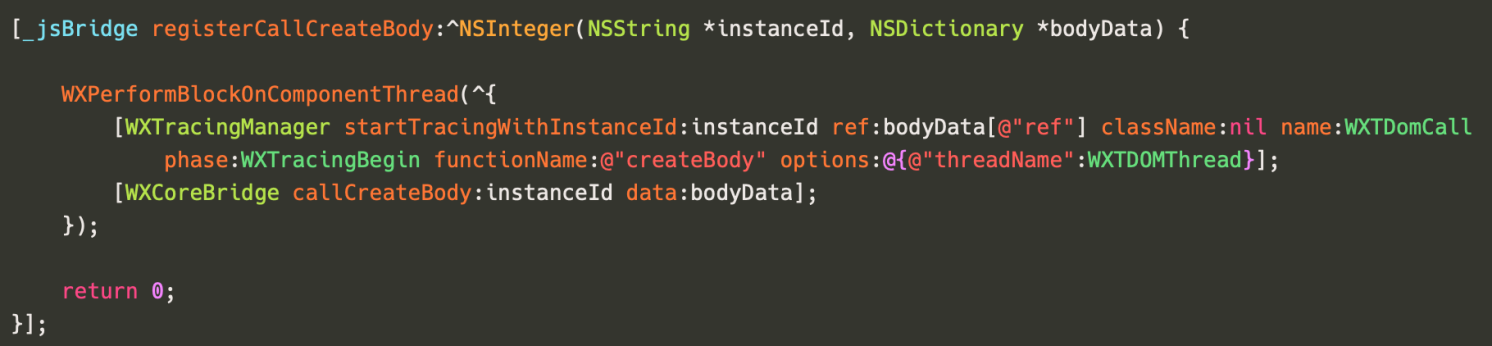 [_jsBridge registerCallCreateBody:^NSInteger(NSString *instanceId, NSDictionary *bodyData) {
WXPerformBlockOnComponentThread(^{
[WXTracingManager startTracingWithInstanceId:instanceId ref:bodyData[@"ref"] className:nil name:WXTDomCall
phase:WXTracingBegin functionName:@"createBody" options:@{@"threadName":WXTDOMThread}];
[WXCoreBridge callCreateBody:instanceId data:bodyData];
});
return 0;
}];